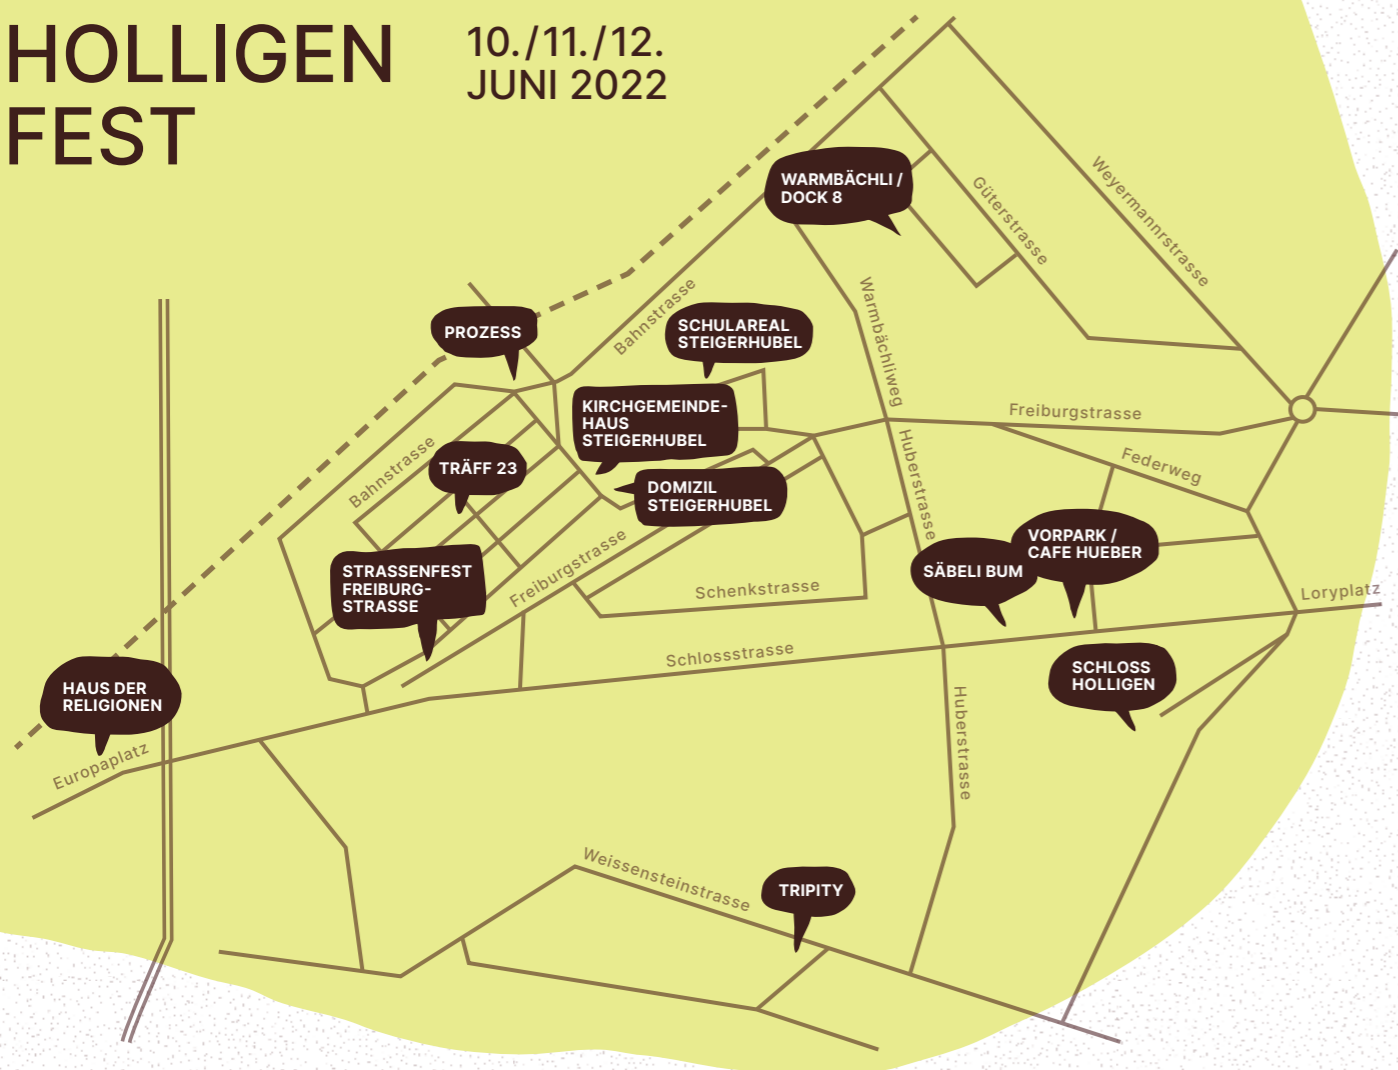 HOLLIGEN
FEST
10./11./12.
JUNI 2022
WARMBÄCHLI /
DOCK 8
Güterstrasse
Weyermannrstrasse
Bahnstrasse
Warmbächliweg
PROZESS
SCHULAREAL
STEIGERHUBEL
KIRCHGEMEINDE-
HAUS
STEIGERHUBEL
Freiburgstrasse
Federweg
Bahnstrasse
TRÄFF 23
DOMIZIL
STEIGERHUBEL
Huberstrasse
VORPARK /
CAFE HUEBER
SÄBELI BUM
STRASSENFEST
FREIBURG-
STRASSE
Freiburgstrasse
Schenkstrasse
Loryplatz
Schlossstrasse
SCHLOSS
HOLLIGEN
HAUS DER
RELIGIONEN
Europaplatz
Huberstrasse
Weissensteinstrasse
TRIPITY